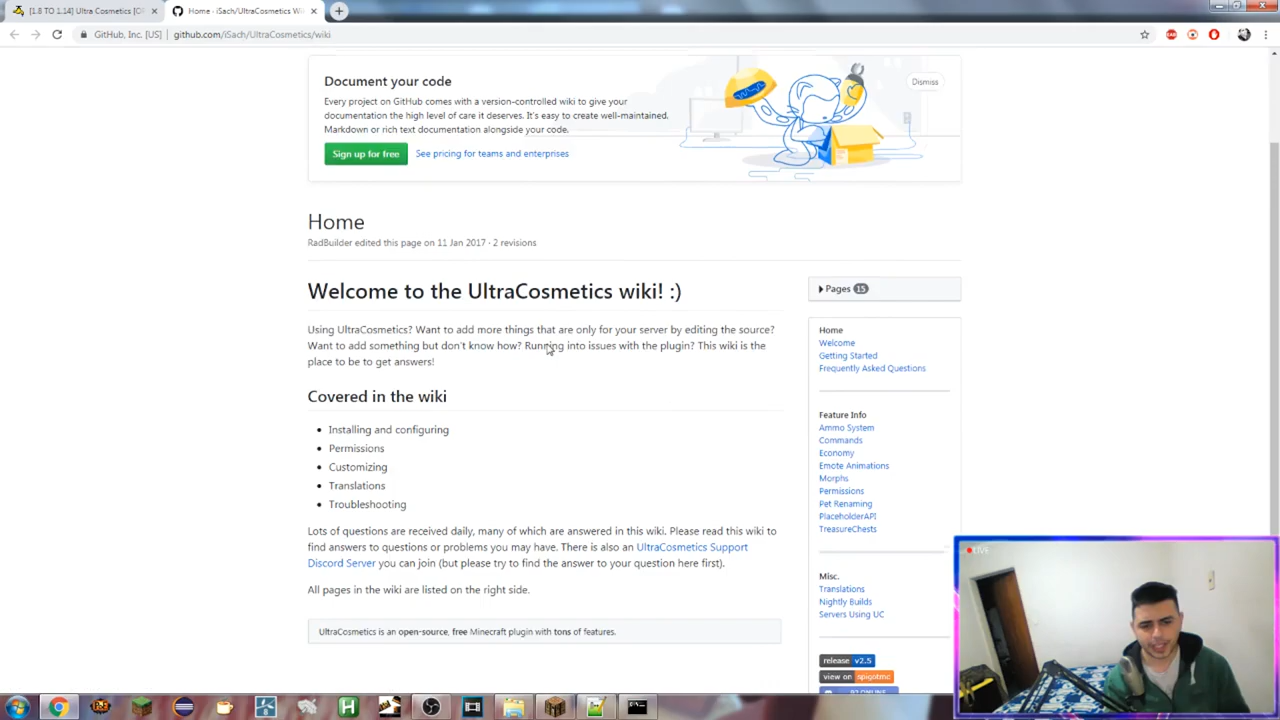 [1.8 TO 1.14] Ultra Cosmetics [OP
Home · iSach/UltraCosmetics Wi
GitHub, Inc. [US]
github.com/iSach/UltraCosmetics/wiki
Document your code
Every project on GitHub comes with a version-controlled wiki to give your
documentation the high level of care it deserves. It's easy to create well-maintained,
Markdown or rich text documentation alongside your code.
Dismiss
Sign up for free
See pricing for teams and enterprises
Home
RadBuilder edited this page on 11 Jan 2017 · 2 revisions
Welcome to the UltraCosmetics wiki! :)
Using UltraCosmetics? Want to add more things that are only for your server by editing the source?
Want to add something but don't know how? Running into issues with the plugin? This wiki is the
place to be to get answers!
Covered in the wiki
Installing and configuring
Permissions
Customizing
Translations
Troubleshooting
Lots of questions are received daily, many of which are answered in this wiki. Please read this wiki to
find answers to questions or problems you may have. There is also an UltraCosmetics Support
Discord Server you can join (but please try to find the answer to your question here first).
All pages in the wiki are listed on the right side.
UltraCosmetics is an open-source, free Minecraft plugin with tons of features.
Pages 15
Home
Welcome
Getting Started
Frequently Asked Questions
Feature Info
Ammo System
Commands
Economy
Emote Animations
Morphs
Permissions
Pet Renaming
PlaceholderAPI
TreasureChests
Misc.
Translations
Nightly Builds
Servers Using UC
release v2.5
view on spigotmc
ONLINE
LIVE